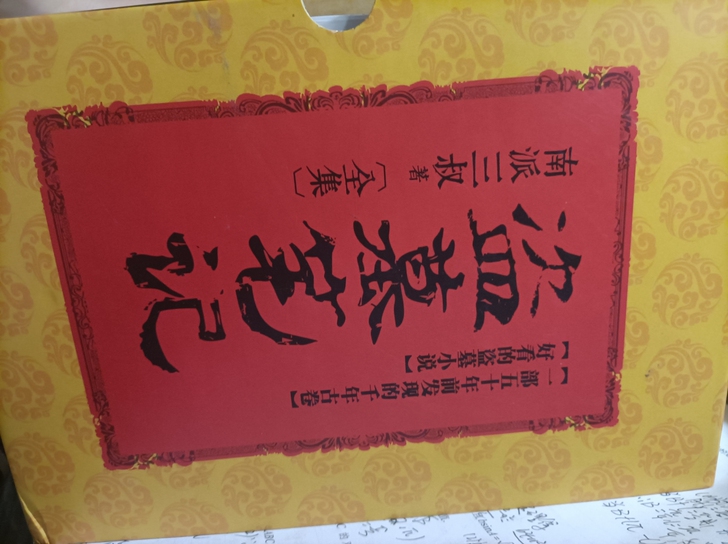 南派三叔 著
〔全集〕
盗墓笔记
【好看的盗墓小说】
【一部五十年前发现的千年古卷】